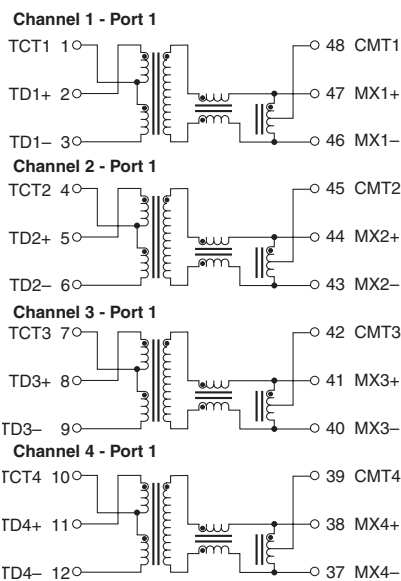 Channel 1 - Port 1
TCT1 1 48 CMT1
TD1+ 2 47 MX1+
TD1– 3 46 MX1–
Channel 2 - Port 1
TCT2 4 45 CMT2
TD2+ 5 44 MX2+
TD2– 6 43 MX2–
Channel 3 - Port 1
TCT3 7 42 CMT3
TD3+ 8 41 MX3+
TD3– 9 40 MX3–
Channel 4 - Port 1
TCT4 10 39 CMT4
TD4+ 11 38 MX4+
TD4– 12 37 MX4–